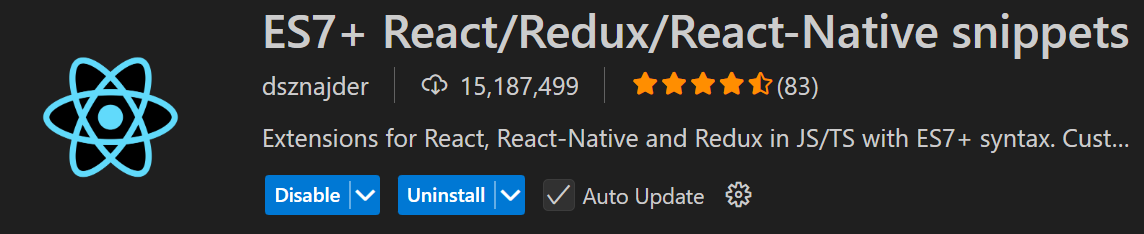 ES7+ React/Redux/React-Native snippets
dsznajder 15,187,499 (83)
Extensions for React, React-Native and Redux in JS/TS with ES7+ syntax. Cust...
Disable Uninstall Auto Update